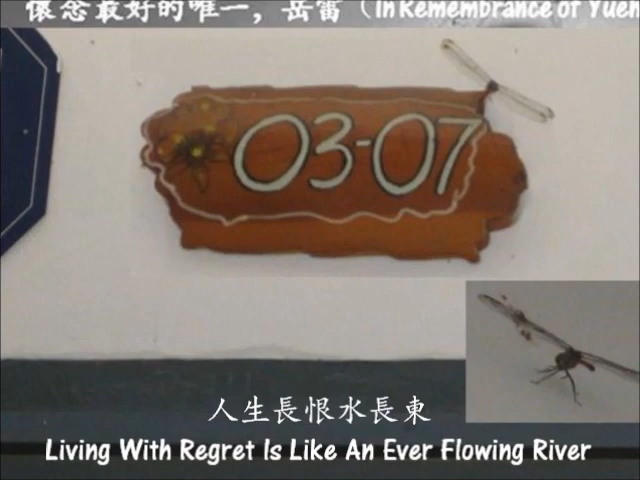 懷念最好的唯一，岳雷（In Remembrance of Yuen
03-07
人生長恨水長東
Living With Regret Is Like An Ever Flowing River